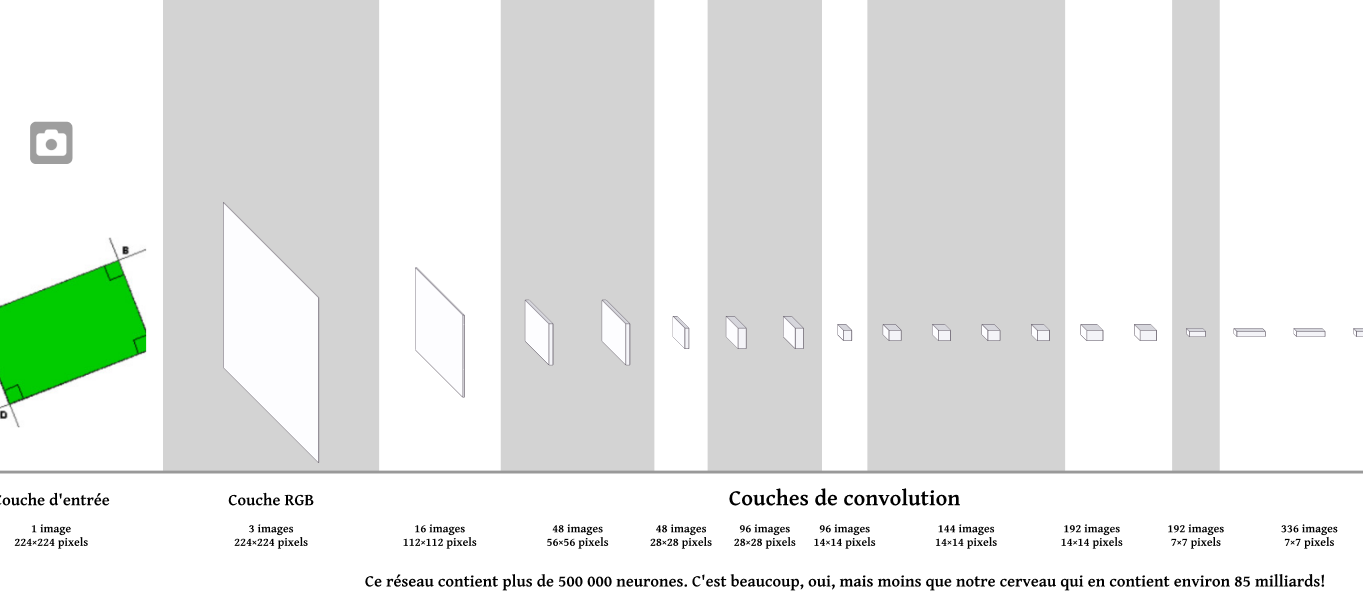 B
D
Couche d'entrée
1 image
224×224 pixels
Couche RGB
3 images
224×224 pixels
16 images
112×112 pixels
Couches de convolution
48 images
56×56 pixels
48 images
28×28 pixels
96 images
28×28 pixels
96 images
14×14 pixels
144 images
14×14 pixels
192 images
14×14 pixels
192 images
7×7 pixels
336 images
7×7 pixels
Ce réseau contient plus de 500 000 neurones. C'est beaucoup, oui, mais moins que notre cerveau qui en contient environ 85 milliards!